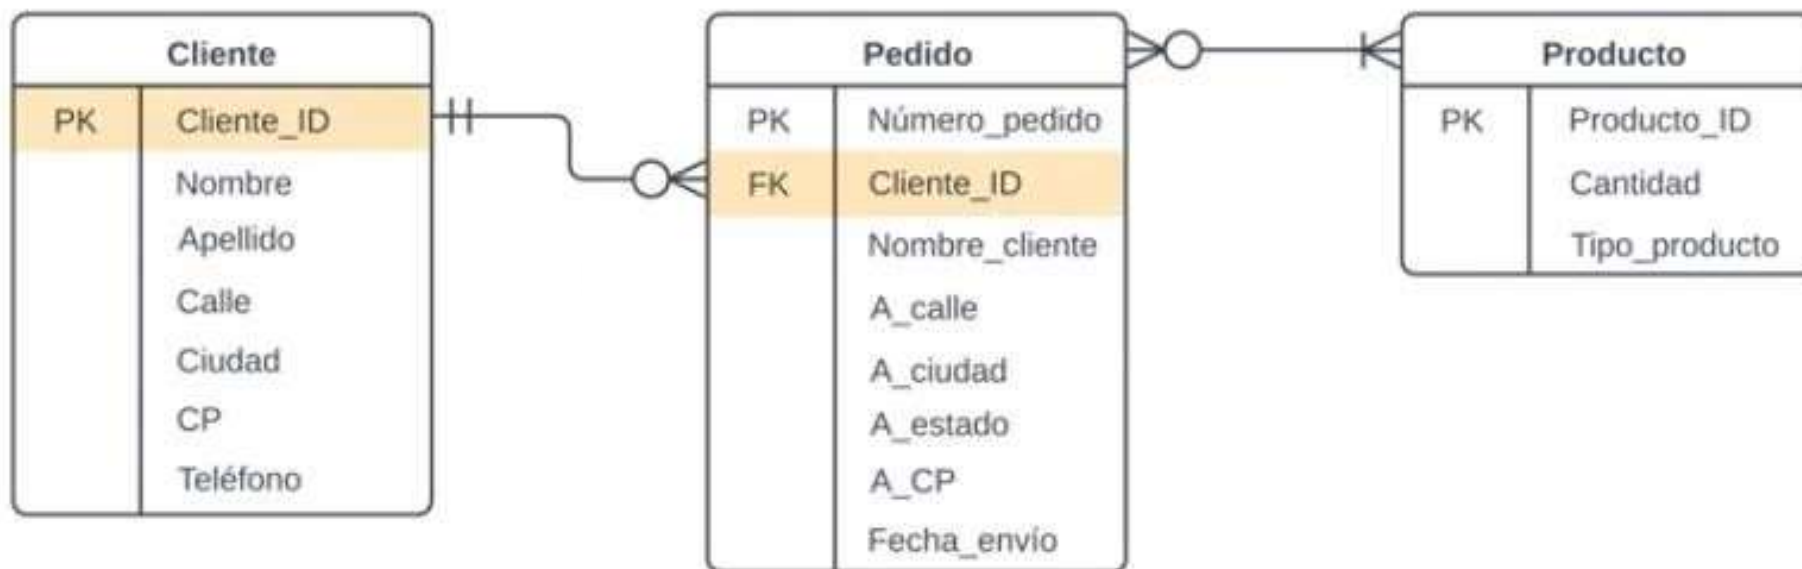 Cliente
PK Cliente_ID
Nombre
Apellido
Calle
Ciudad
CP
Teléfono
Pedido
PK Número_pedido
FK Cliente_ID
Nombre_cliente
A_calle
A_ciudad
A_estado
A_CP
Fecha_envío
Producto
PK Producto_ID
Cantidad
Tipo_producto